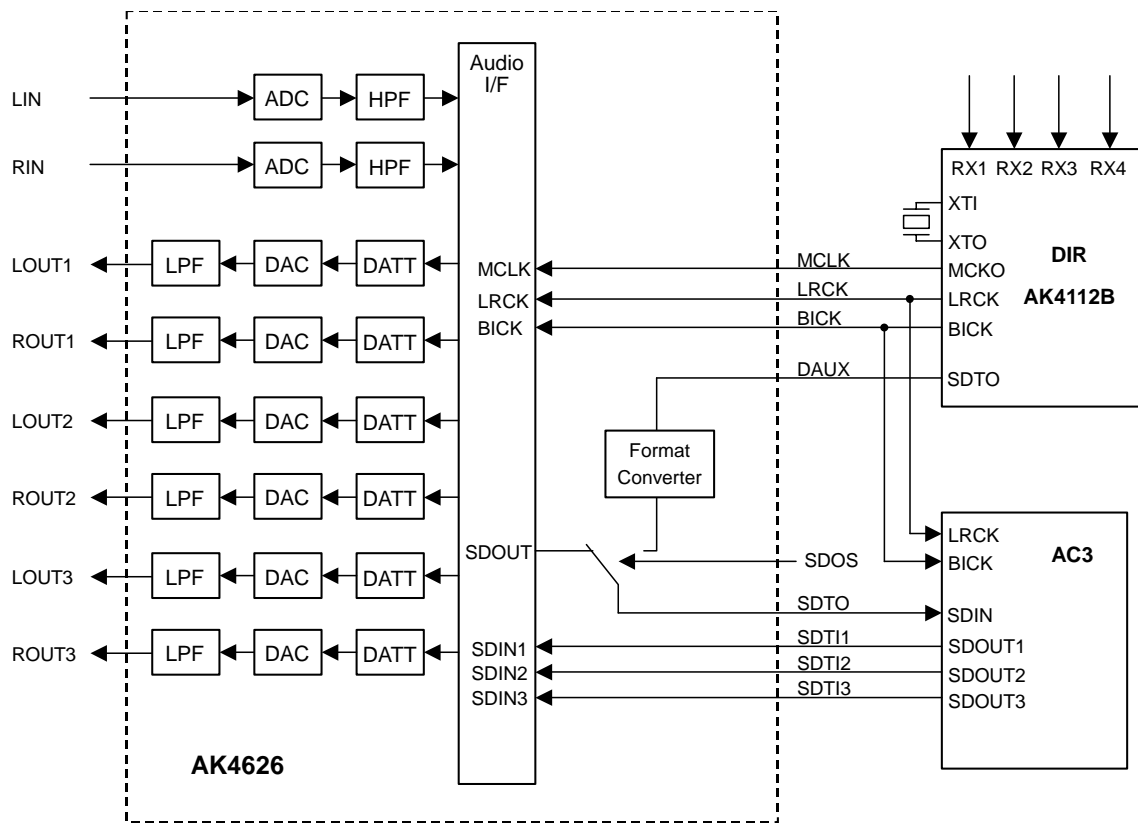 Audio
I/F
LIN
ADC
HPF
RIN
ADC
HPF
RX1 RX2 RX3 RX4
XTI
XTO
DIR
AK4112B
MCKO
LRCK
BICK
SDTO
MCLK
LRCK
BICK
DAUX
MCLK
LRCK
BICK
LOUT1
LPF
DAC
DATT
ROUT1
LPF
DAC
DATT
LOUT2
LPF
DAC
DATT
ROUT2
LPF
DAC
DATT
LOUT3
LPF
DAC
DATT
ROUT3
LPF
DAC
DATT
Format
Converter
SDOUT
SDOS
SDTO
SDTI1
SDTI2
SDTI3
SDIN1
SDIN2
SDIN3
LRCK
BICK
AC3
SDIN
SDOUT1
SDOUT2
SDOUT3
AK4626